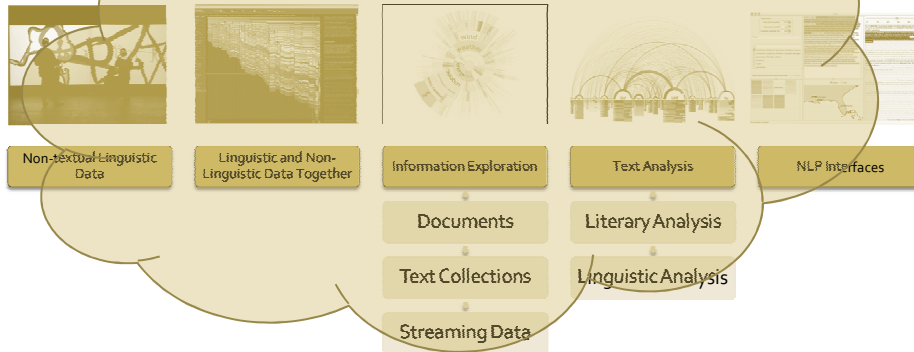 Non-textual Linguistic
Data
Linguistic and Non-
Linguistic Data Together
Information Exploration
Text Analysis
NLP Interfaces
Documents
Literary Analysis
Text Collections
Linguistic Analysis
Streaming Data